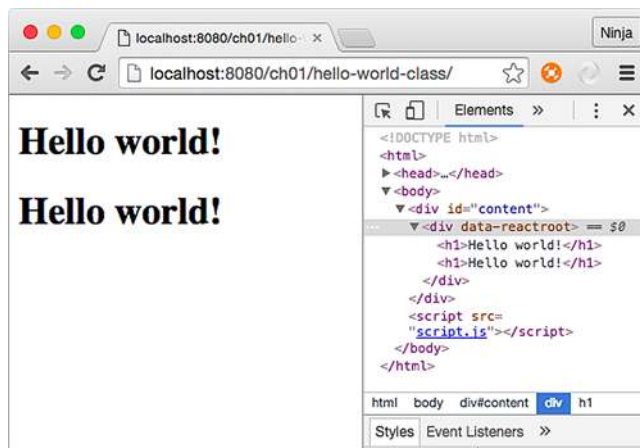 localhost:8080/ch01/hello-
Ninja
localhost:8080/ch01/hello-world-class/
Elements
Hello world!
Hello world!
<!DOCTYPE html>
<html>
<head>…</head>
<body>
<div id="content">
<div data-reactroot> == $0
<h1>Hello world!</h1>
<h1>Hello world!</h1>
</div>
</div>
<script src=
"script.js"></script>
</body>
</html>
html body div#content div h1
Styles Event Listeners